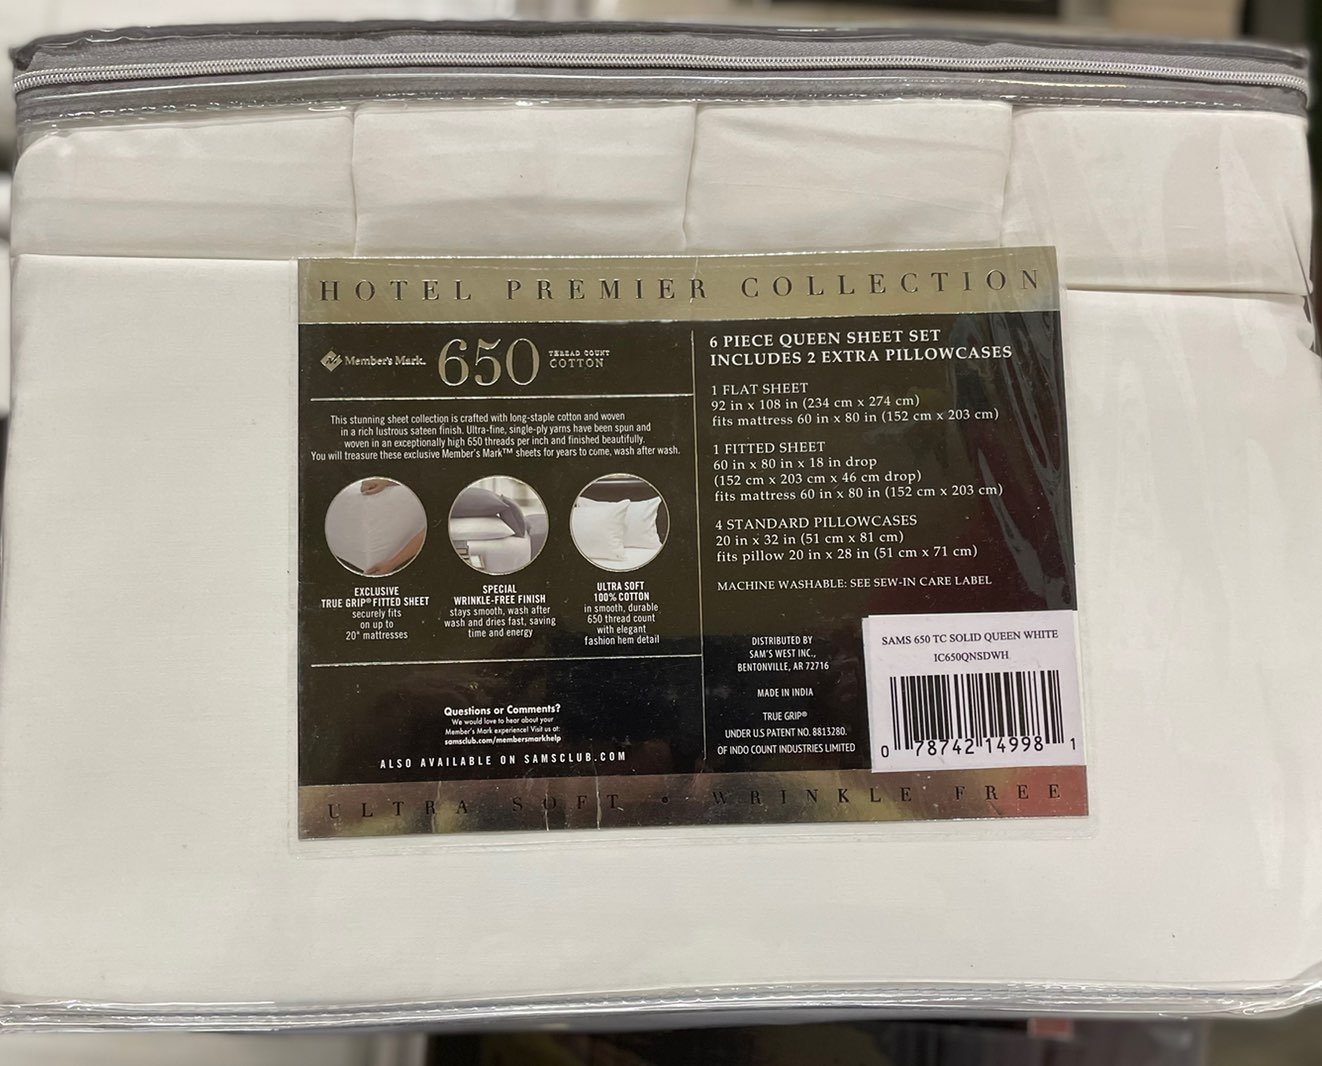 HOTEL PREMIER COLLECTION
Member's Mark. 650 THREAD COUNT
COTTON
This stunning sheet collection is crafted with long-staple cotton and woven
in a rich lustrous sateen finish. Ultra-fine, single-ply yarns have been spun and
woven in an exceptionally high 650 threads per inch and finished beautifully.
You will treasure these exclusive Member's Mark™ sheets for years to come, wash after wash.
EXCLUSIVE
TRUE GRIP® FITTED SHEET
securely fits
on up to
20" mattresses
SPECIAL
WRINKLE-FREE FINISH
stays smooth, wash after
wash and dries fast, saving
time and energy
ULTRA SOFT
100% COTTON
in smooth, durable
650 thread count
with elegant
fashion hem detail
Questions or Comments?
We would love to hear about your
Member's Mark experience! Visit us at:
samsclub.com/membersmarkhelp
ALSO AVAILABLE ON SAMSCLUB.COM
6 PIECE QUEEN SHEET SET
INCLUDES 2 EXTRA PILLOWCASES
1 FLAT SHEET
92 in x 108 in (234 cm x 274 cm)
fits mattress 60 in x 80 in (152 cm x 203 cm)
1 FITTED SHEET
60 in x 80 in x 18 in drop
(152 cm x 203 cm x 46 cm drop)
fits mattress 60 in x 80 in (152 cm x 203 cm)
4 STANDARD PILLOWCASES
20 in x 32 in (51 cm x 81 cm)
fits pillow 20 in x 28 in (51 cm x 71 cm)
MACHINE WASHABLE: SEE SEW-IN CARE LABEL
DISTRIBUTED BY
SAM'S WEST INC.,
BENTONVILLE, AR 72716
MADE IN INDIA
TRUE GRIP®
UNDER U.S PATENT NO. 8813280.
OF INDO COUNT INDUSTRIES LIMITED
SAMS 650 TC SOLID QUEEN WHITE
IC650QNSDWH
0 78742 14998 1
ULTRA SOFT • WRINKLE FREE